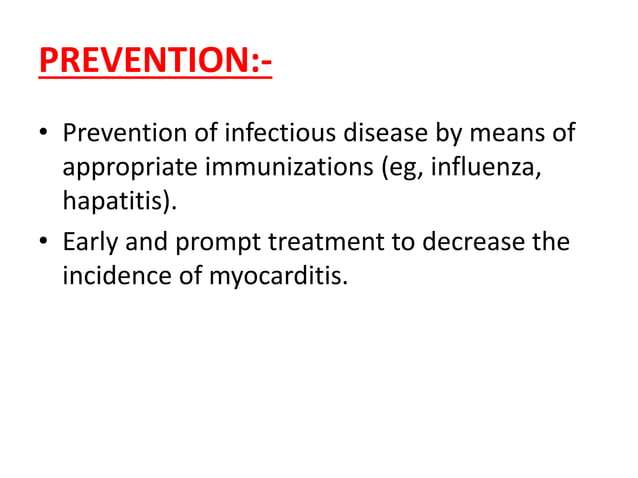 PREVENTION:-
• Prevention of infectious disease by means of
appropriate immunizations (eg, influenza,
hapatitis).
• Early and prompt treatment to decrease the
incidence of myocarditis.